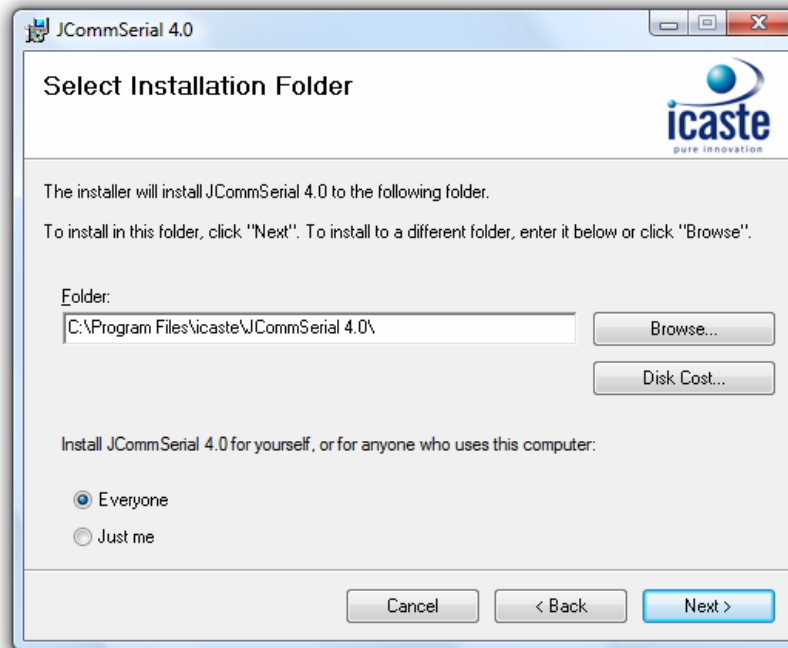 JCommSerial 4.0
Select Installation Folder
icaste
pure innovation
The installer will install JCommSerial 4.0 to the following folder.
To install in this folder, click "Next". To install to a different folder, enter it below or click "Browse".
Folder:
C:\Program Files\icaste\JCommSerial 4.0\
Browse...
Disk Cost...
Install JCommSerial 4.0 for yourself, or for anyone who uses this computer:
Everyone
Just me
Cancel
< Back
Next >